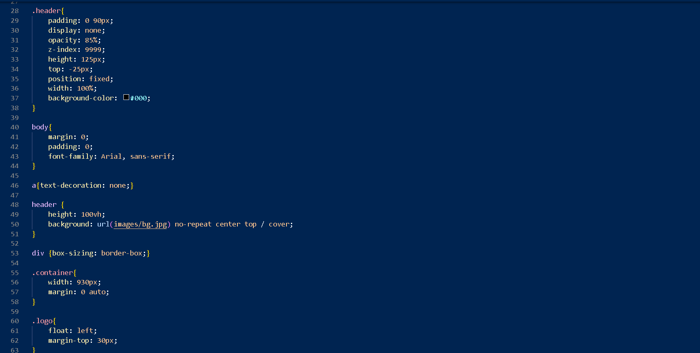 28 .header{
29 padding: 0 90px;
30 display: none;
31 opacity: 85%;
32 z-index: 9999;
33 height: 125px;
34 top: -25px;
35 position: fixed;
36 width: 100%;
37 background-color: #000;
38 }
39
40 body{
41 margin: 0;
42 padding: 0;
43 font-family: Arial, sans-serif;
44 }
45
46 a{text-decoration: none;}
47
48 header {
49 height: 100vh;
50 background: url(images/bg.jpg) no-repeat center top / cover;
51 }
52
53 div {box-sizing: border-box;}
54
55 .container{
56 width: 930px;
57 margin: 0 auto;
58 }
59
60 .logo{
61 float: left;
62 margin-top: 30px;
63 }